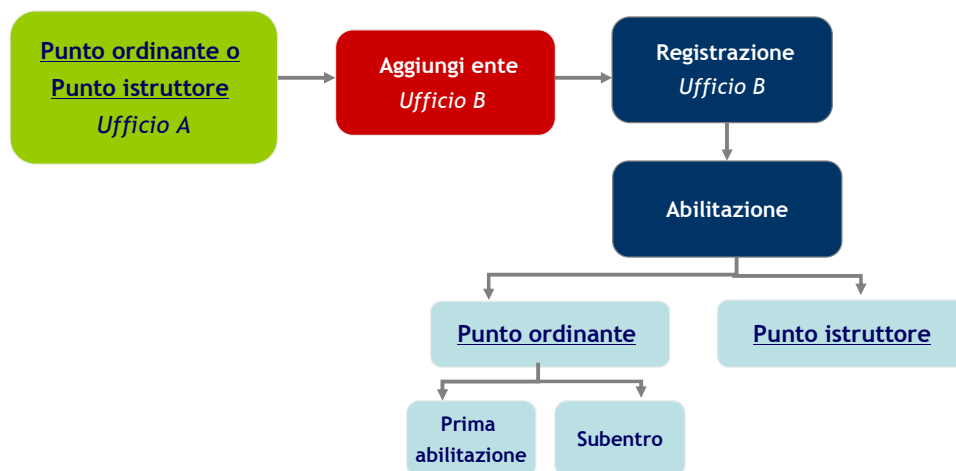 Punto ordinante o
Punto istruttore
Ufficio A
Aggiungi ente
Ufficio B
Registrazione
Ufficio B
Abilitazione
Punto ordinante
Punto istruttore
Prima
abilitazione
Subentro